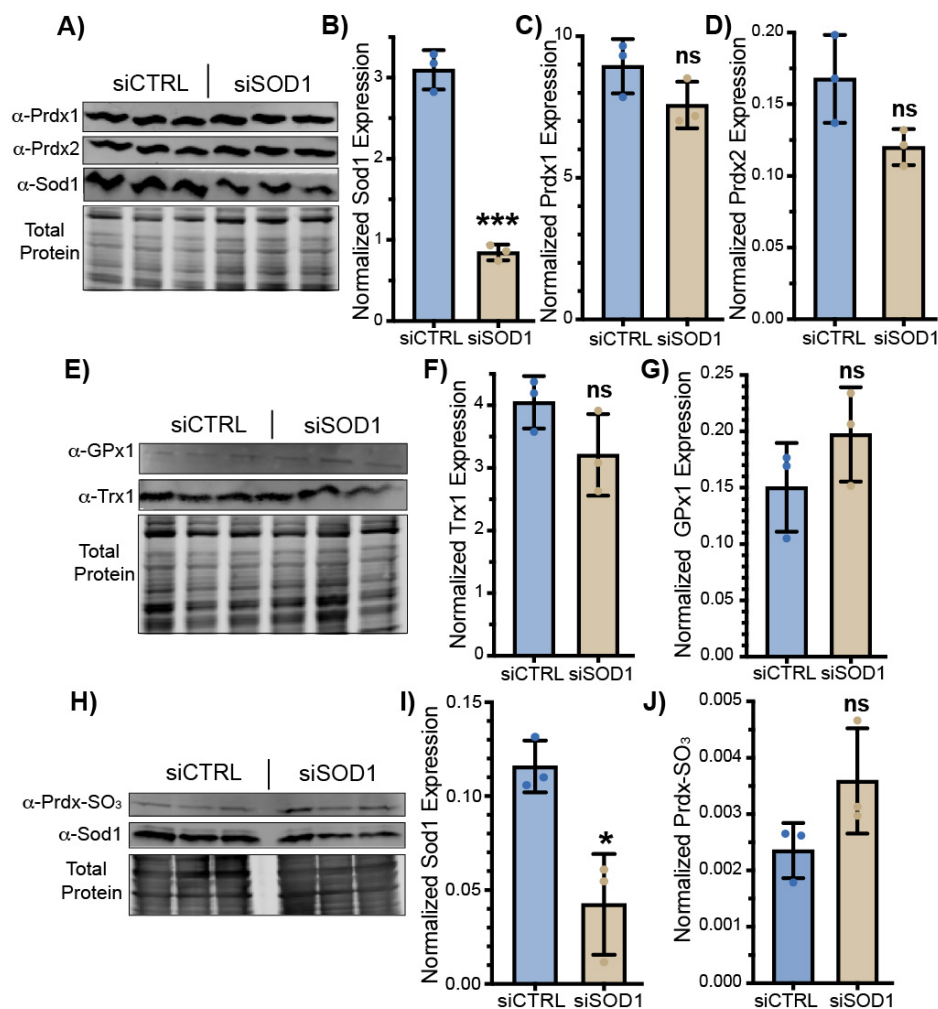 A)
siCTRL | siSOD1
α-Prdx1
α-Prdx2
α-Sod1
Total
Protein
B)
Normalized Sod1 Expression
3
2
1
0
***
siCTRL siSOD1
C)
Normalized Prdx1 Expression
10
5
0
ns
siCTRL siSOD1
D)
Normalized Prdx2 Expression
0.20
0.15
0.10
0.05
0.00
ns
siCTRL siSOD1
E)
siCTRL | siSOD1
α-GPx1
α-Trx1
Total
Protein
F)
Normalized Trx1 Expression
4
3
2
1
0
ns
siCTRL siSOD1
G)
Normalized GPx1 Expression
0.25
0.20
0.15
0.10
0.05
0.00
ns
siCTRL siSOD1
H)
siCTRL | siSOD1
α-Prdx-SO₃
α-Sod1
Total
Protein
I)
Normalized Sod1 Expression
0.15
0.10
0.05
0.00
*
siCTRL siSOD1
J)
Normalized Prdx-SO₃
0.005
0.004
0.003
0.002
0.001
0.000
ns
siCTRL siSOD1